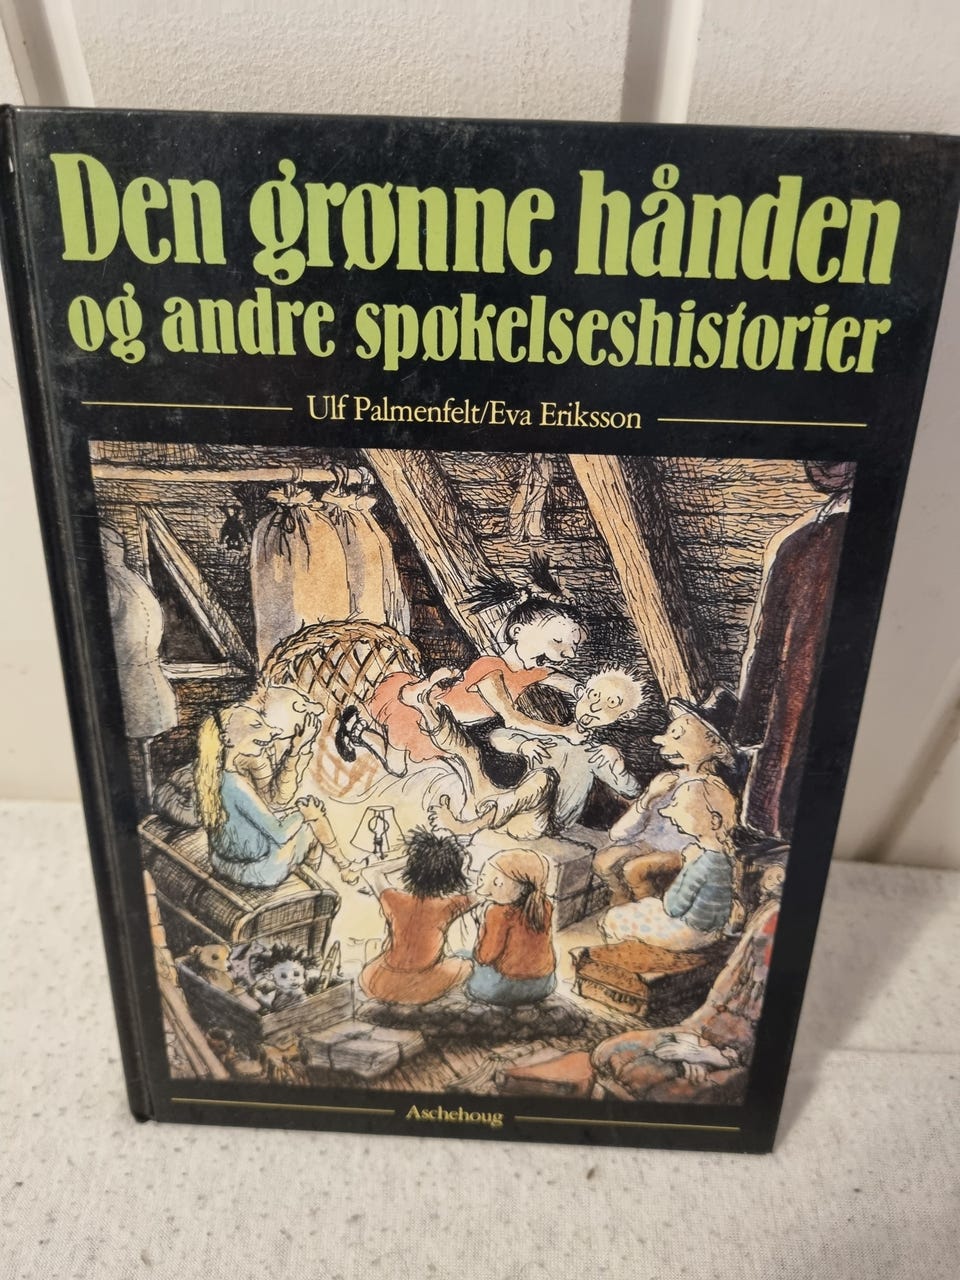 Den grønne hånden
og andre spøkelseshistorier
Ulf Palmenfelt/Eva Eriksson
Aschehoug